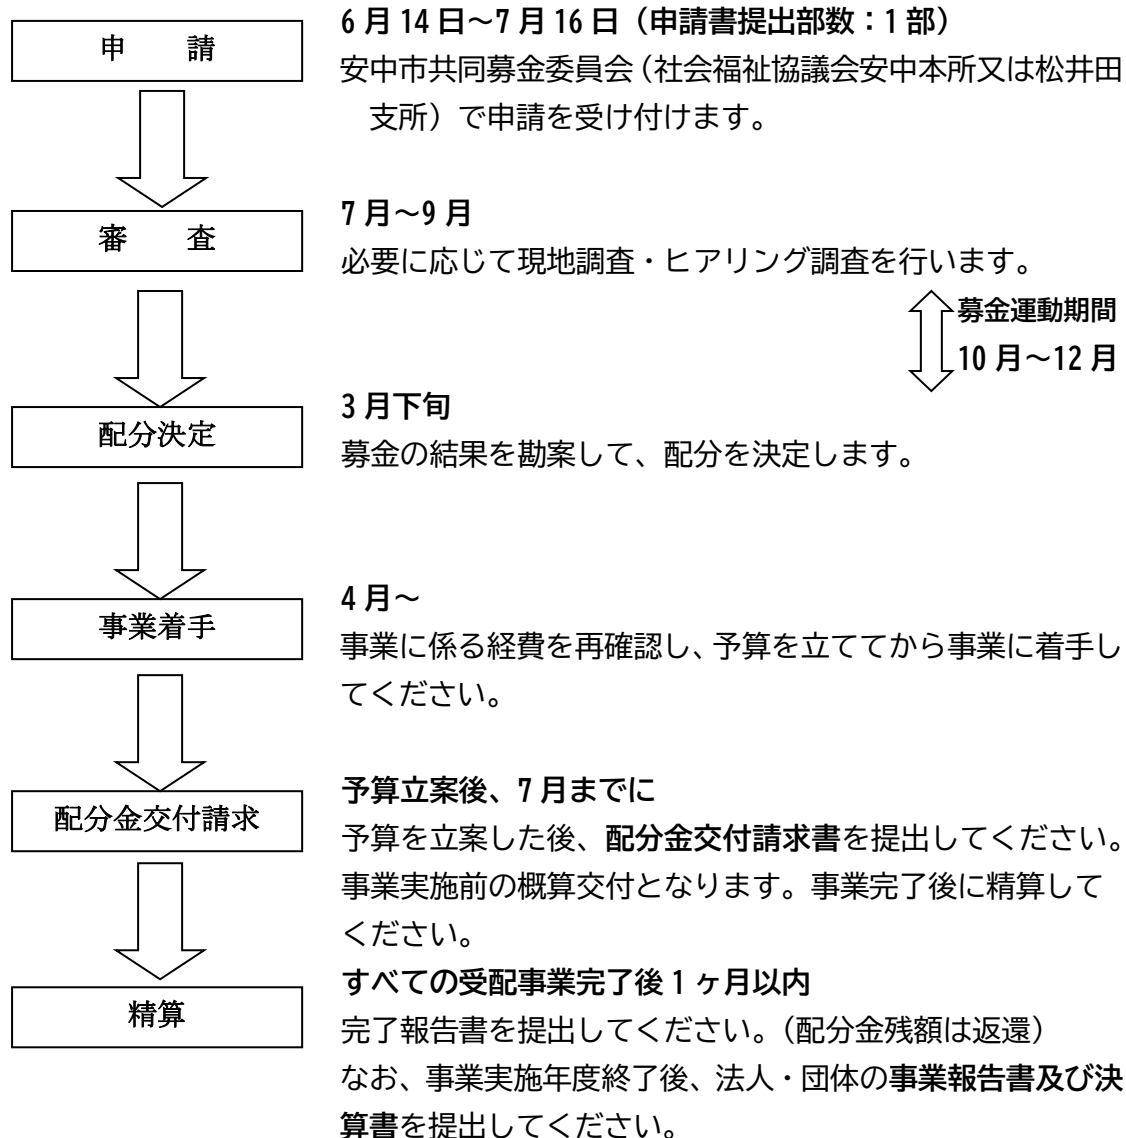 申　　請
6月14日～7月16日（申請書提出部数：1部）
安中市共同募金委員会（社会福祉協議会安中本所又は松井田
支所）で申請を受け付けます。
審　　査
7月～9月
必要に応じて現地調査・ヒアリング調査を行います。
募金運動期間
10月～12月
配分決定
3月下旬
募金の結果を勘案して、配分を決定します。
事業着手
4月～
事業に係る経費を再確認し、予算を立ててから事業に着手し
てください。
配分金交付請求
予算立案後、7月までに
予算を立案した後、配分金交付請求書を提出してください。
事業実施前の概算交付となります。事業完了後に精算して
ください。
精算
すべての受配事業完了後1ヶ月以内
完了報告書を提出してください。（配分金残額は返還）
なお、事業実施年度終了後、法人・団体の事業報告書及び決
算書を提出してください。